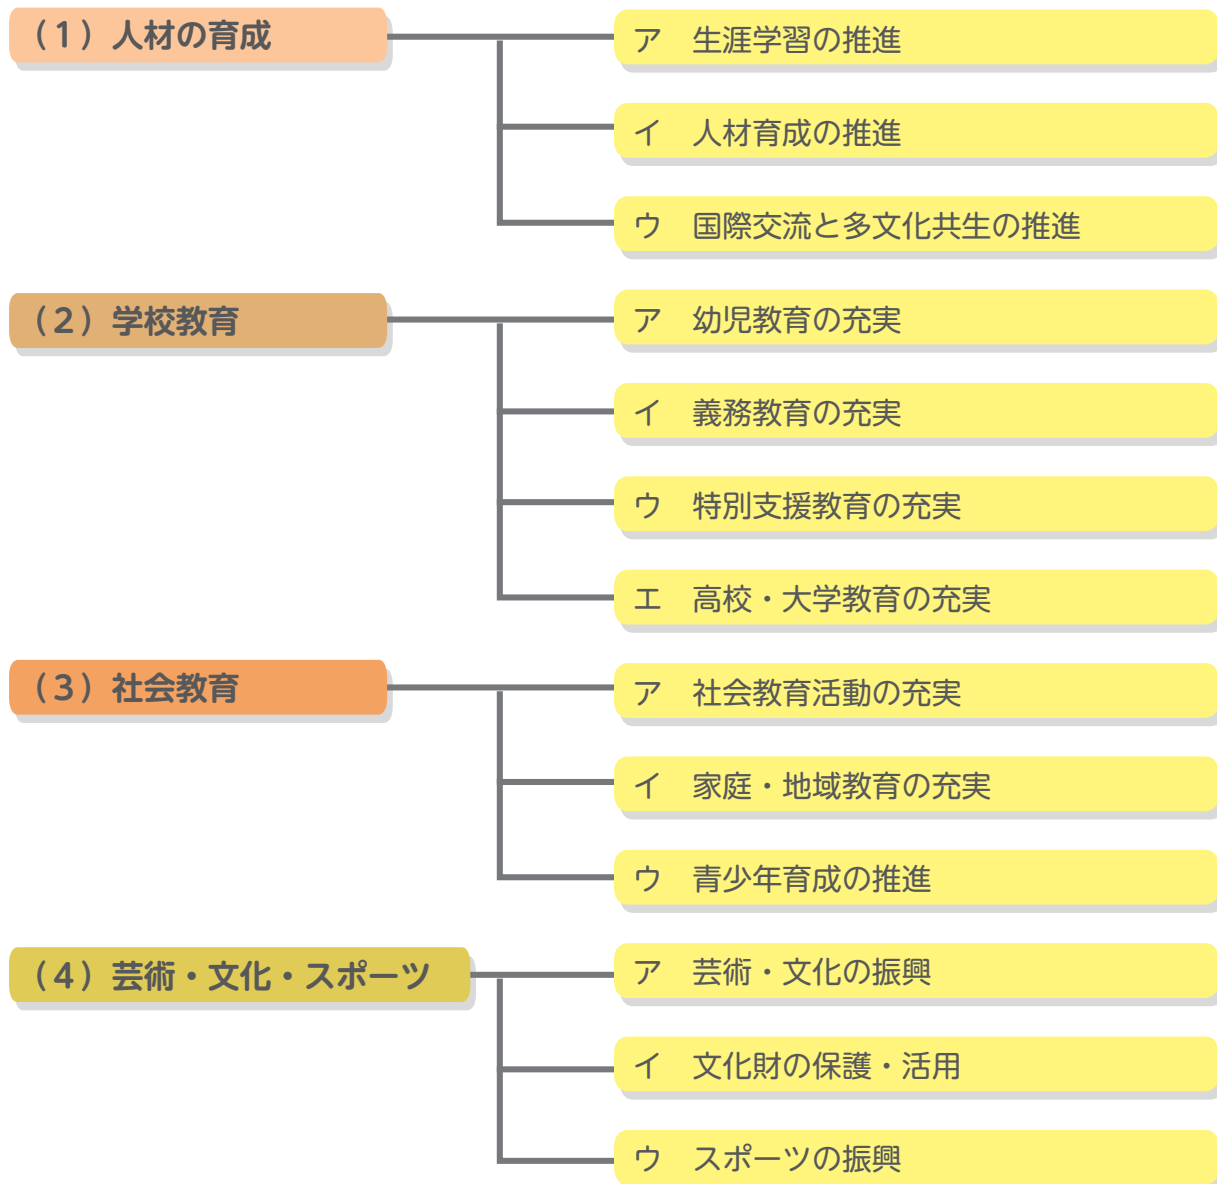 (１) 人材の育成
ア　生涯学習の推進
イ　人材育成の推進
ウ　国際交流と多文化共生の推進
(２) 学校教育
ア　幼児教育の充実
イ　義務教育の充実
ウ　特別支援教育の充実
エ　高校・大学教育の充実
(３) 社会教育
ア　社会教育活動の充実
イ　家庭・地域教育の充実
ウ　青少年育成の推進
(４) 芸術・文化・スポーツ
ア　芸術・文化の振興
イ　文化財の保護・活用
ウ　スポーツの振興